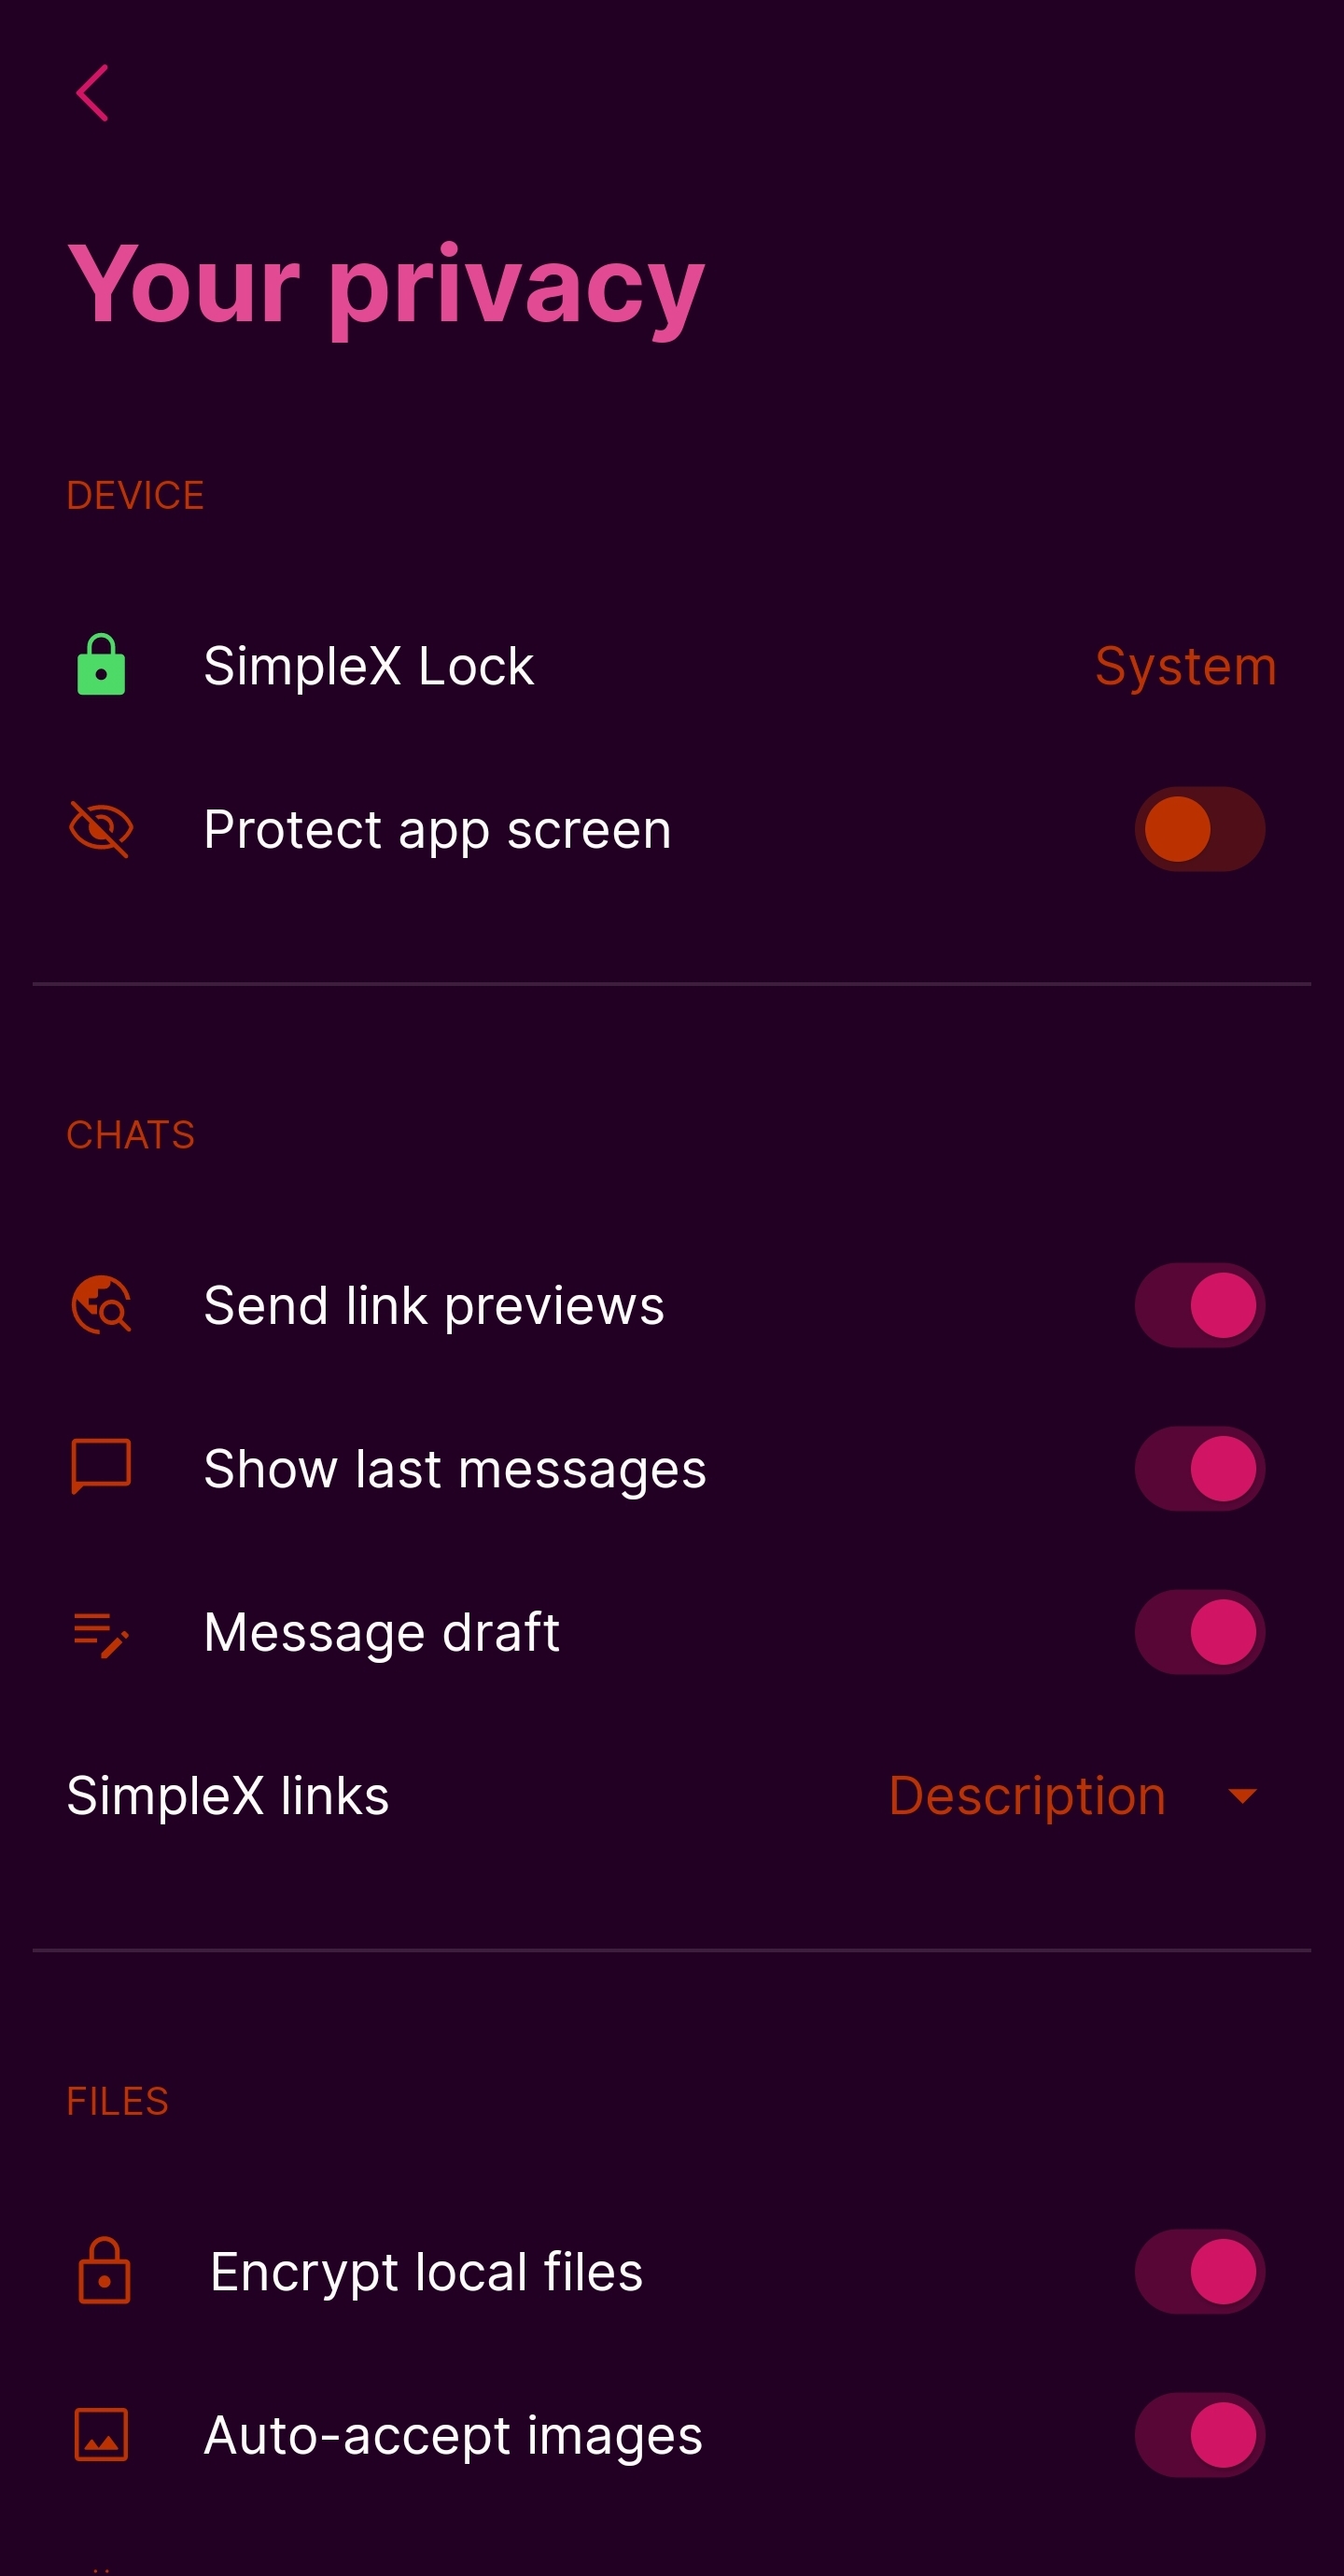 Your privacy
DEVICE
SimpleX Lock System
Protect app screen
CHATS
Send link previews
Show last messages
Message draft
SimpleX links Description
FILES
Encrypt local files
Auto-accept images